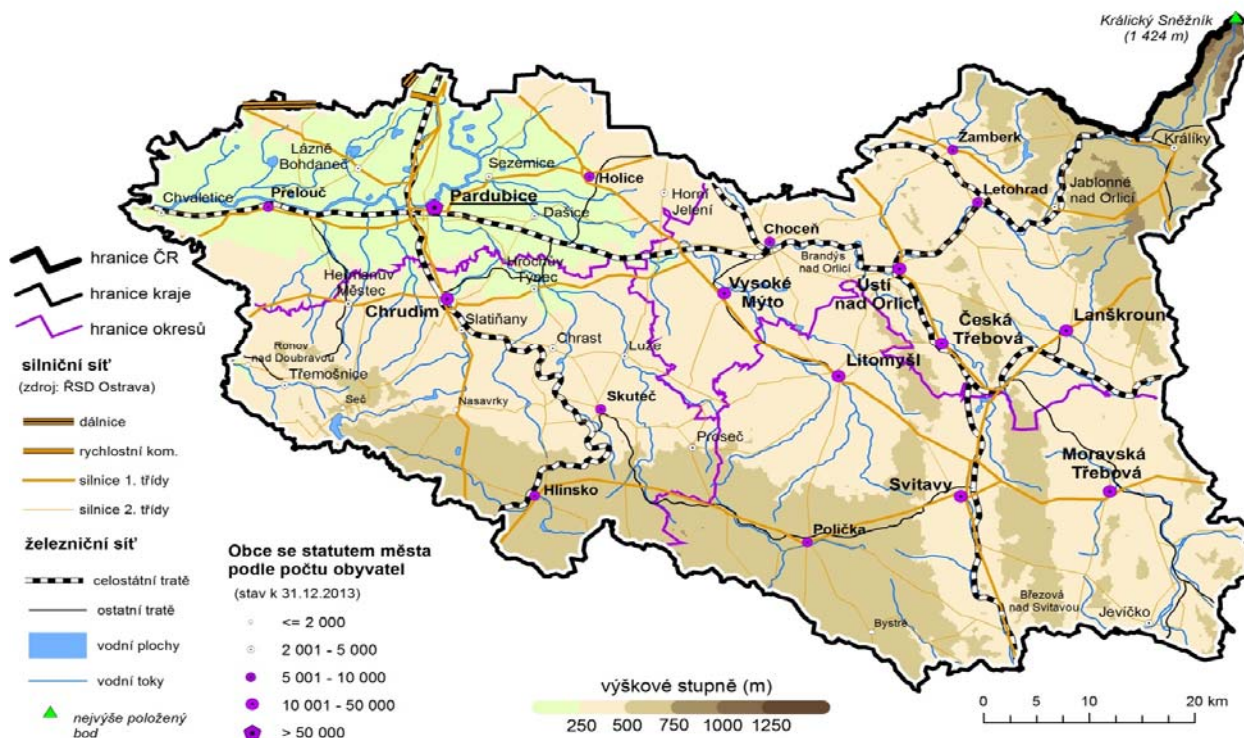 Králický Sněžník
(1 424 m)
Žamberk
Králíky
Lázně
Bohdaneč
Sezemice
Holice
Letohrad
Jablonné
nad Orlicí
Chvaletice
Přelouč
Pardubice
Dašice
Horní
Jelení
Choceň
Brandýs
nad Orlicí
Ústí
nad Orlicí
Heřmanův
Městec
Hrochův
Týnec
Vysoké
Mýto
Chrudim
Slatiňany
Česká
Třebová
Lanškroun
Chrast
Luže
Litomyšl
Ronov
nad Doubravou
Třemošnice
Seč
Nasavrky
Skuteč
Proseč
Moravská
Třebová
Hlinsko
Svitavy
Polička
Březová
nad Svitavou
Jevíčko
Bystré
hranice ČR
hranice kraje
hranice okresů
silniční síť
(zdroj: ŘSD Ostrava)
dálnice
rychlostní kom.
silnice 1. třídy
silnice 2. třídy
železniční síť
celostátní tratě
ostatní tratě
vodní plochy
vodní toky
nejvýše položený
bod
Obce se statutem města
podle počtu obyvatel
(stav k 31.12.2013)
<= 2 000
2 001 - 5 000
5 001 - 10 000
10 001 - 50 000
> 50 000
výškové stupně (m)
250 500 750 1000 1250
0 10 20 km